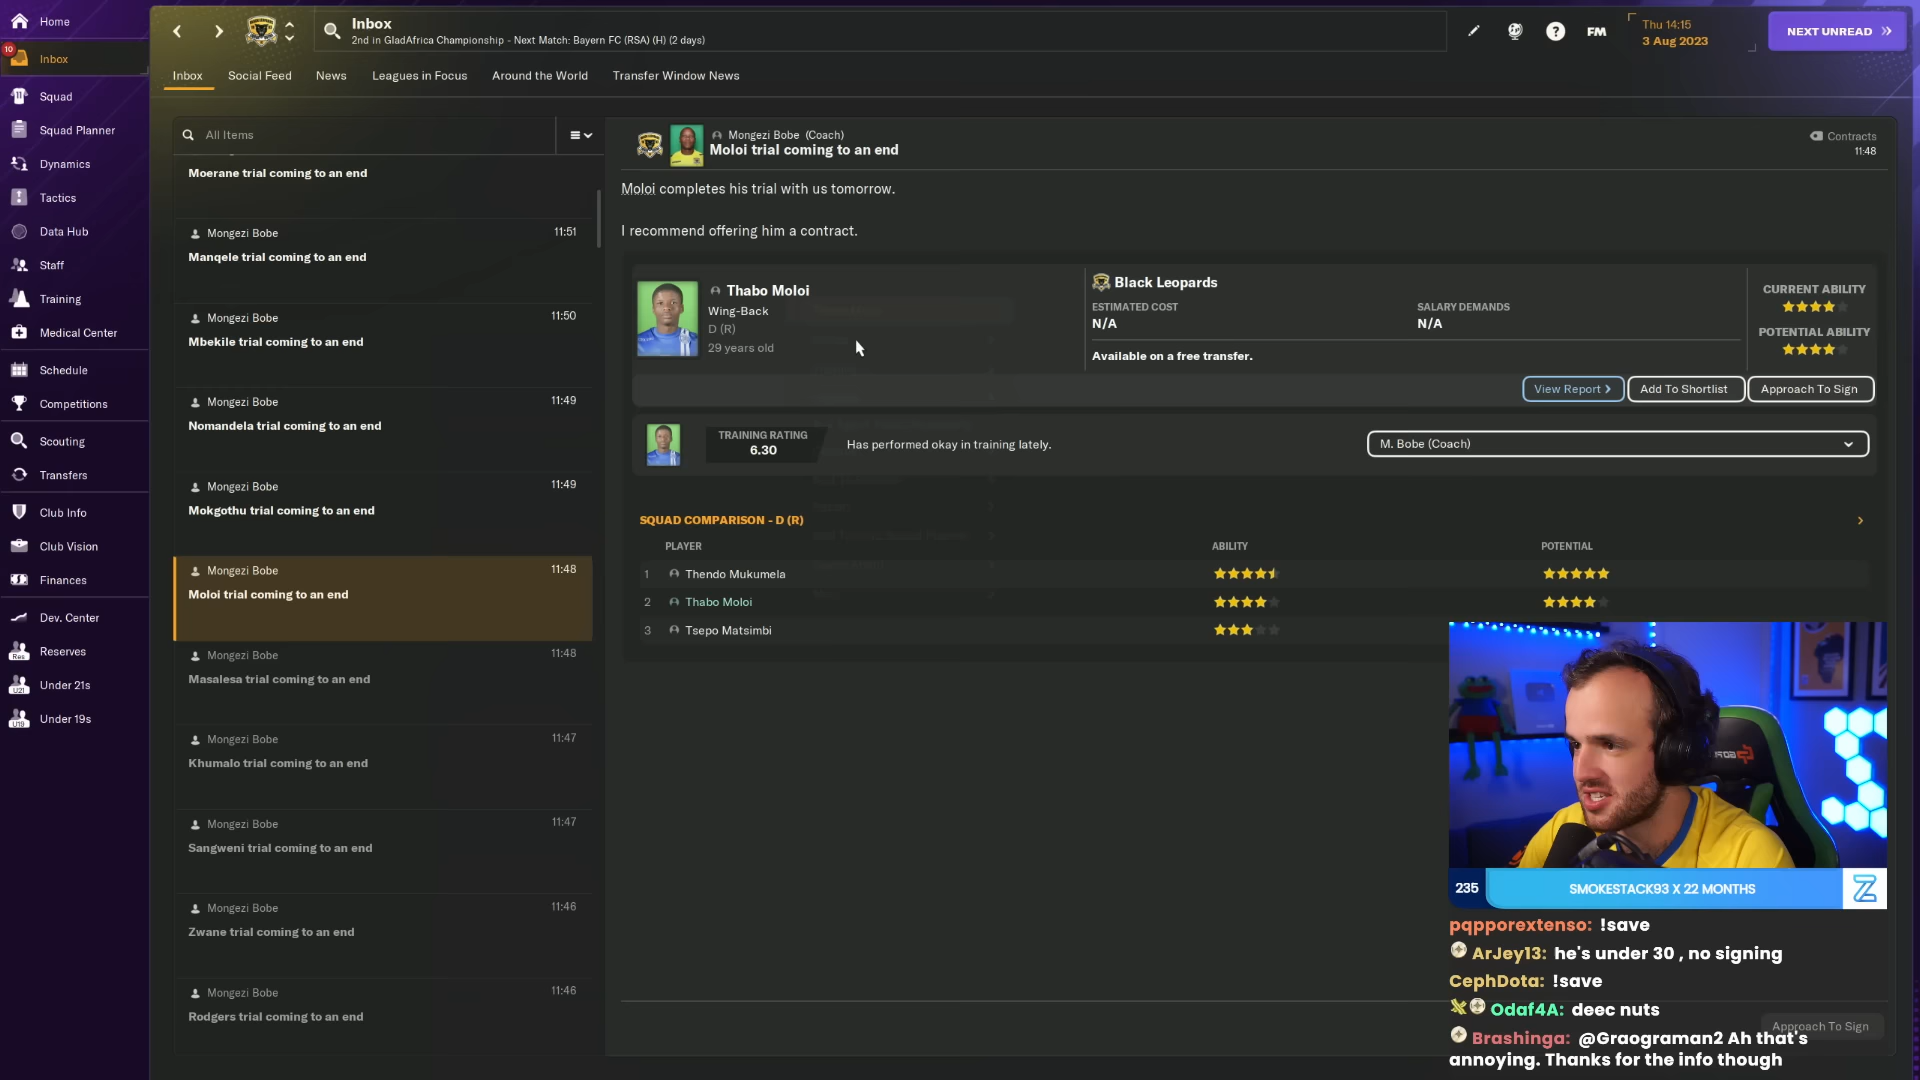 Home
10
Inbox
Squad
Squad Planner
Dynamics
Tactics
Data Hub
Staff
Training
Medical Center
Schedule
Competitions
Scouting
Transfers
Club Info
Club Vision
Finances
Dev. Center
Reserves
Under 21s
Under 19s
Inbox
2nd in GladAfrica Championship - Next Match: Bayern FC (RSA) (H) (2 days)
FM
Thu 14:15
3 Aug 2023
NEXT UNREAD
Inbox Social Feed News Leagues in Focus Around the World Transfer Window News
All Items
Moerane trial coming to an end
Mongezi Bobe 11:51
Manqele trial coming to an end
Mongezi Bobe 11:50
Mbekile trial coming to an end
Mongezi Bobe 11:49
Nomandela trial coming to an end
Mongezi Bobe 11:49
Mokgothu trial coming to an end
Mongezi Bobe 11:48
Moloi trial coming to an end
Mongezi Bobe 11:48
Masalesa trial coming to an end
Mongezi Bobe 11:47
Khumalo trial coming to an end
Mongezi Bobe 11:47
Sangweni trial coming to an end
Mongezi Bobe 11:46
Zwane trial coming to an end
Mongezi Bobe 11:46
Rodgers trial coming to an end
Mongezi Bobe (Coach)
Moloi trial coming to an end
Contracts
11:48
Moloi completes his trial with us tomorrow.
I recommend offering him a contract.
Thabo Moloi
Wing-Back
D (R)
29 years old
Black Leopards
ESTIMATED COST SALARY DEMANDS
N/A N/A
Available on a free transfer.
CURRENT ABILITY
POTENTIAL ABILITY
View Report Add To Shortlist Approach To Sign
TRAINING RATING
6.30
Has performed okay in training lately.
M. Bobe (Coach)
SQUAD COMPARISON - D (R)
PLAYER ABILITY POTENTIAL
1 Thendo Mukumela
2 Thabo Moloi
3 Tsepo Matsimbi
235 SMOKESTACK93 X 22 MONTHS
pqpporextenso: !save
ArJey13: he's under 30 , no signing
CephDota: !save
Odaf4A: deec nuts
Approach To Sign
Brashinga: @Graograman2 Ah that's
annoying. Thanks for the info though